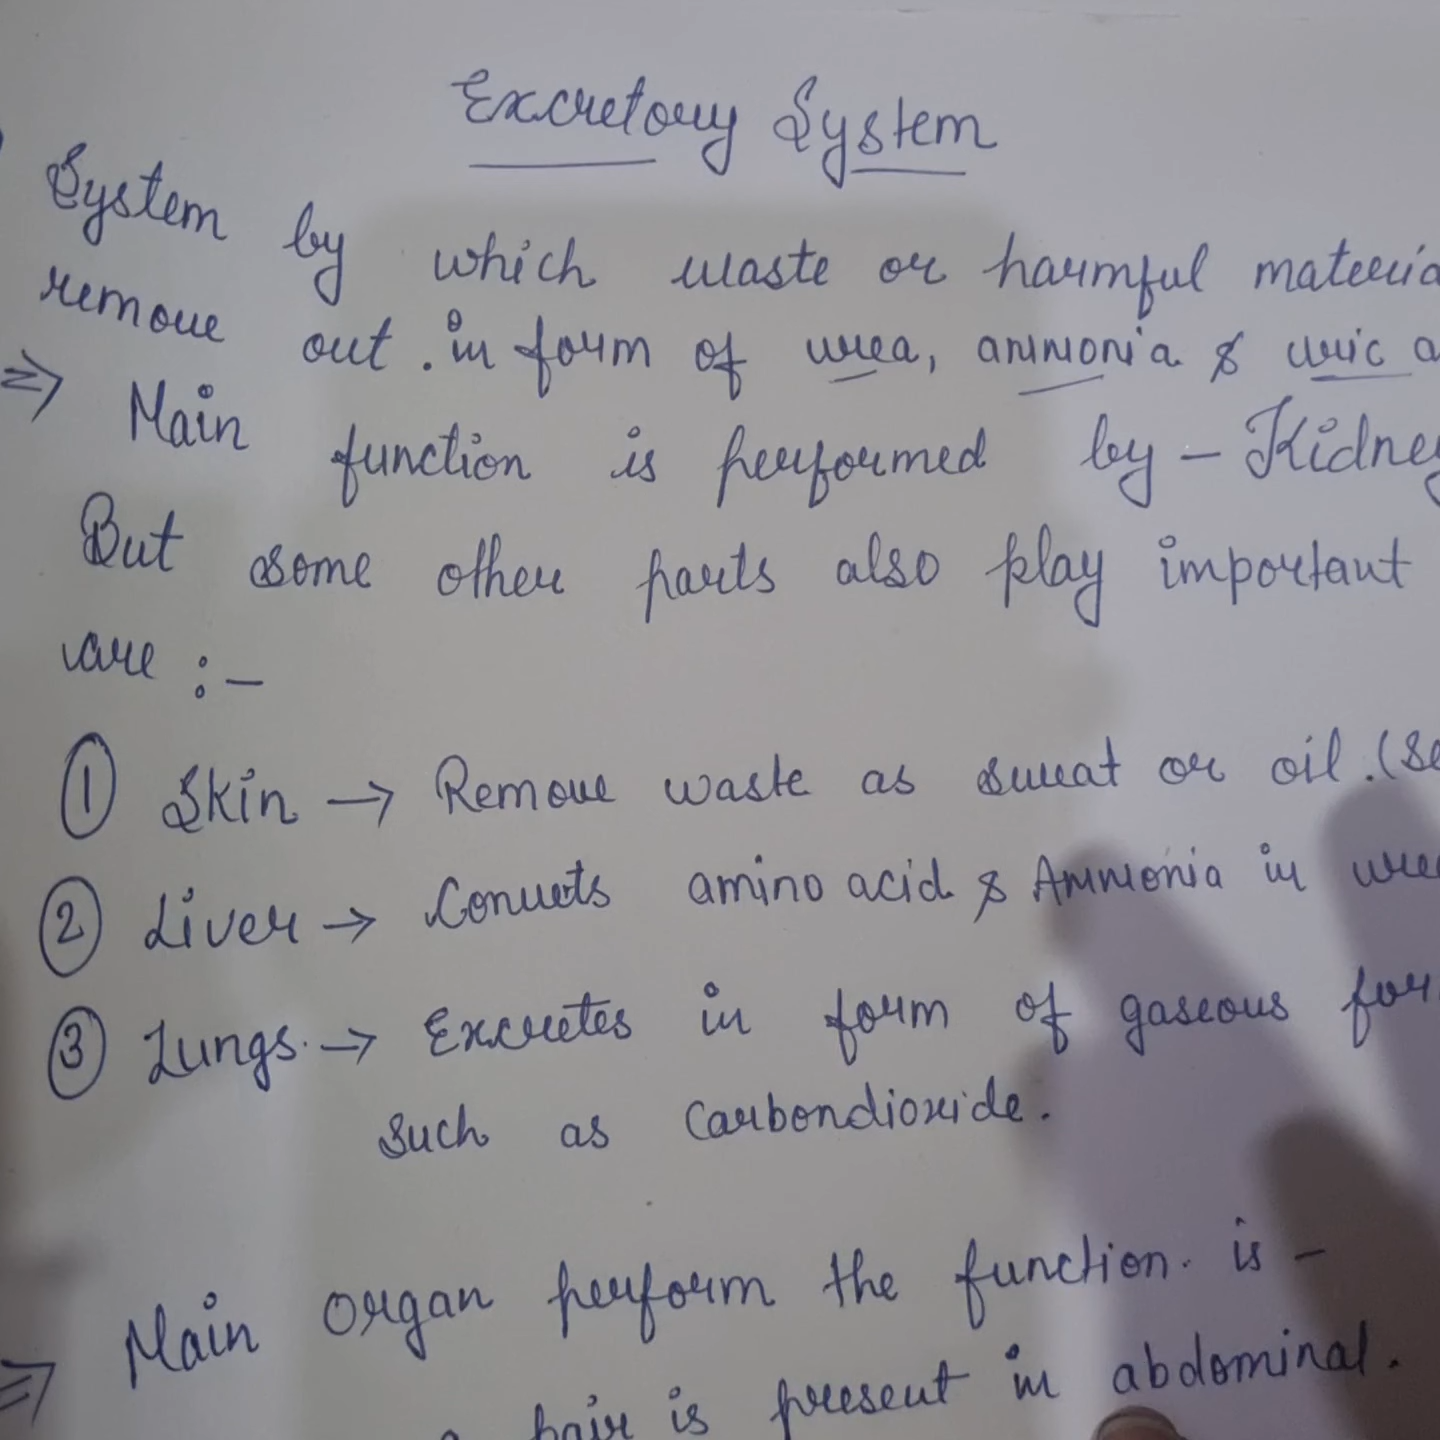 Excretory System
System by which waste or harmful materia
remove out. in form of urea, ammonia & uric a
⇒ Main function is performed by - Kidney
But some other parts also play important
are :-
① Skin → Remove waste as sweat or oil. (Se
② Liver → Converts amino acid & Ammonia in ure
③ Lungs. → Excretes in form of gaseous for
such as Carbondioxide.
⇒ Main organ perform the function. is -
pair is present in abdominal.